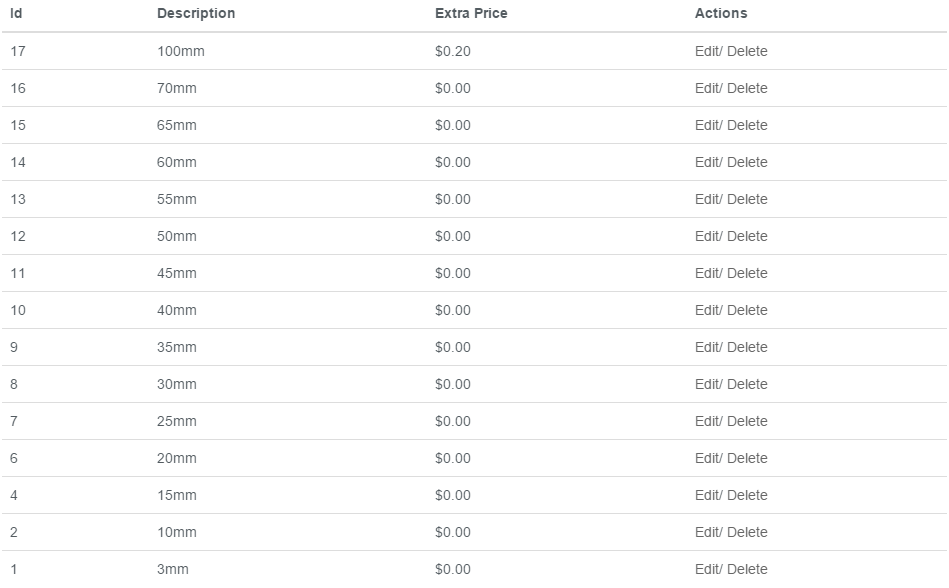 Id Description Extra Price Actions
17 100mm $0.20 Edit/ Delete
16 70mm $0.00 Edit/ Delete
15 65mm $0.00 Edit/ Delete
14 60mm $0.00 Edit/ Delete
13 55mm $0.00 Edit/ Delete
12 50mm $0.00 Edit/ Delete
11 45mm $0.00 Edit/ Delete
10 40mm $0.00 Edit/ Delete
9 35mm $0.00 Edit/ Delete
8 30mm $0.00 Edit/ Delete
7 25mm $0.00 Edit/ Delete
6 20mm $0.00 Edit/ Delete
4 15mm $0.00 Edit/ Delete
2 10mm $0.00 Edit/ Delete
1 3mm $0.00 Edit/ Delete